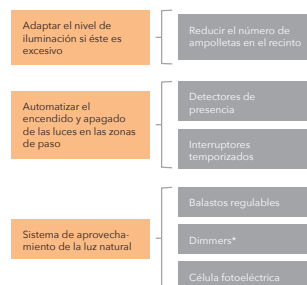 Adaptar el nivel de
iluminación si éste es
excesivo
Reducir el número de
ampolletas en el recinto
Automatizar el
encendido y apagado
de las luces en las zonas
de paso
Detectores de
presencia
Interruptores
temporizados
Sistema de aprovecha-
miento de la luz natural
Balastos regulables
Dimmers*
Célula fotoeléctrica